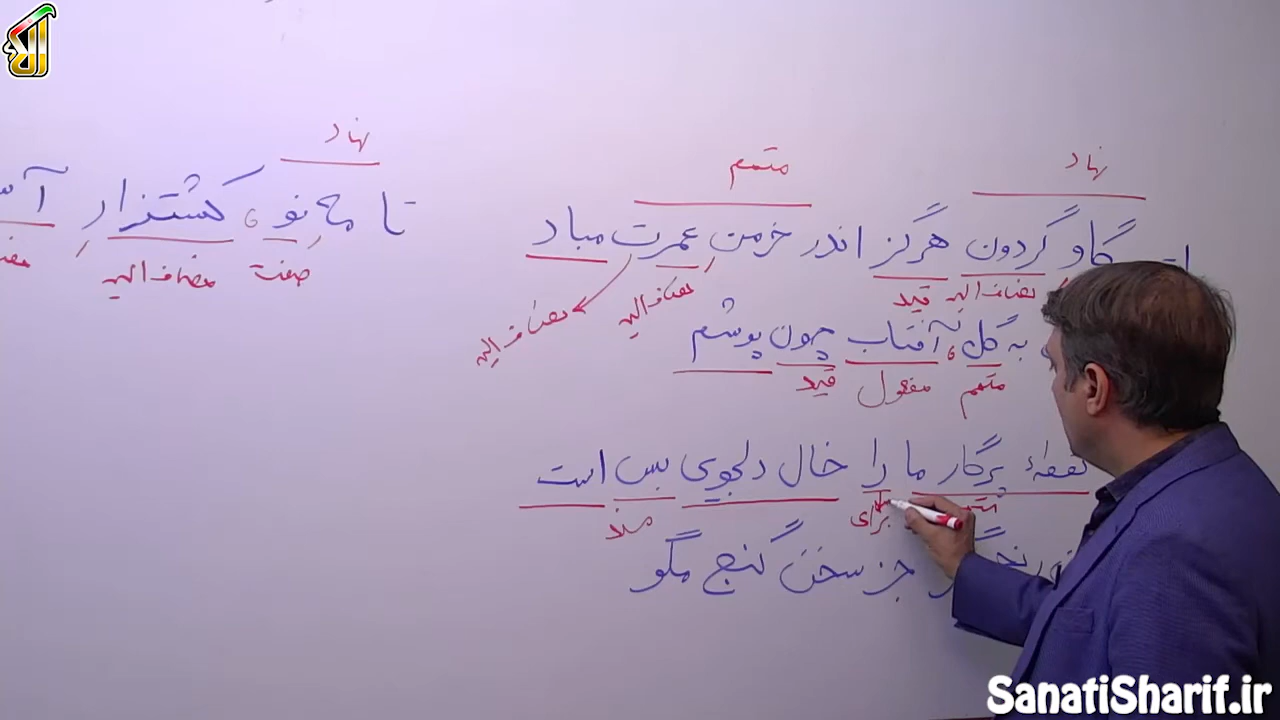 نهاد
تا مه نو کشتزار
صفت مضاف الیه
نهاد متمم
گاو گردون هرگز اندر خرمن عمرت مباد
مضاف الیه قید مضاف الیه مضاف الیه
به گل آفتاب چون پوشم
متمم مفعول قید
نقطهٔ پرگار ما را خال دلجوی بس است
برای مسند
جز سخن گنج مگو
SanatiSharif.ir